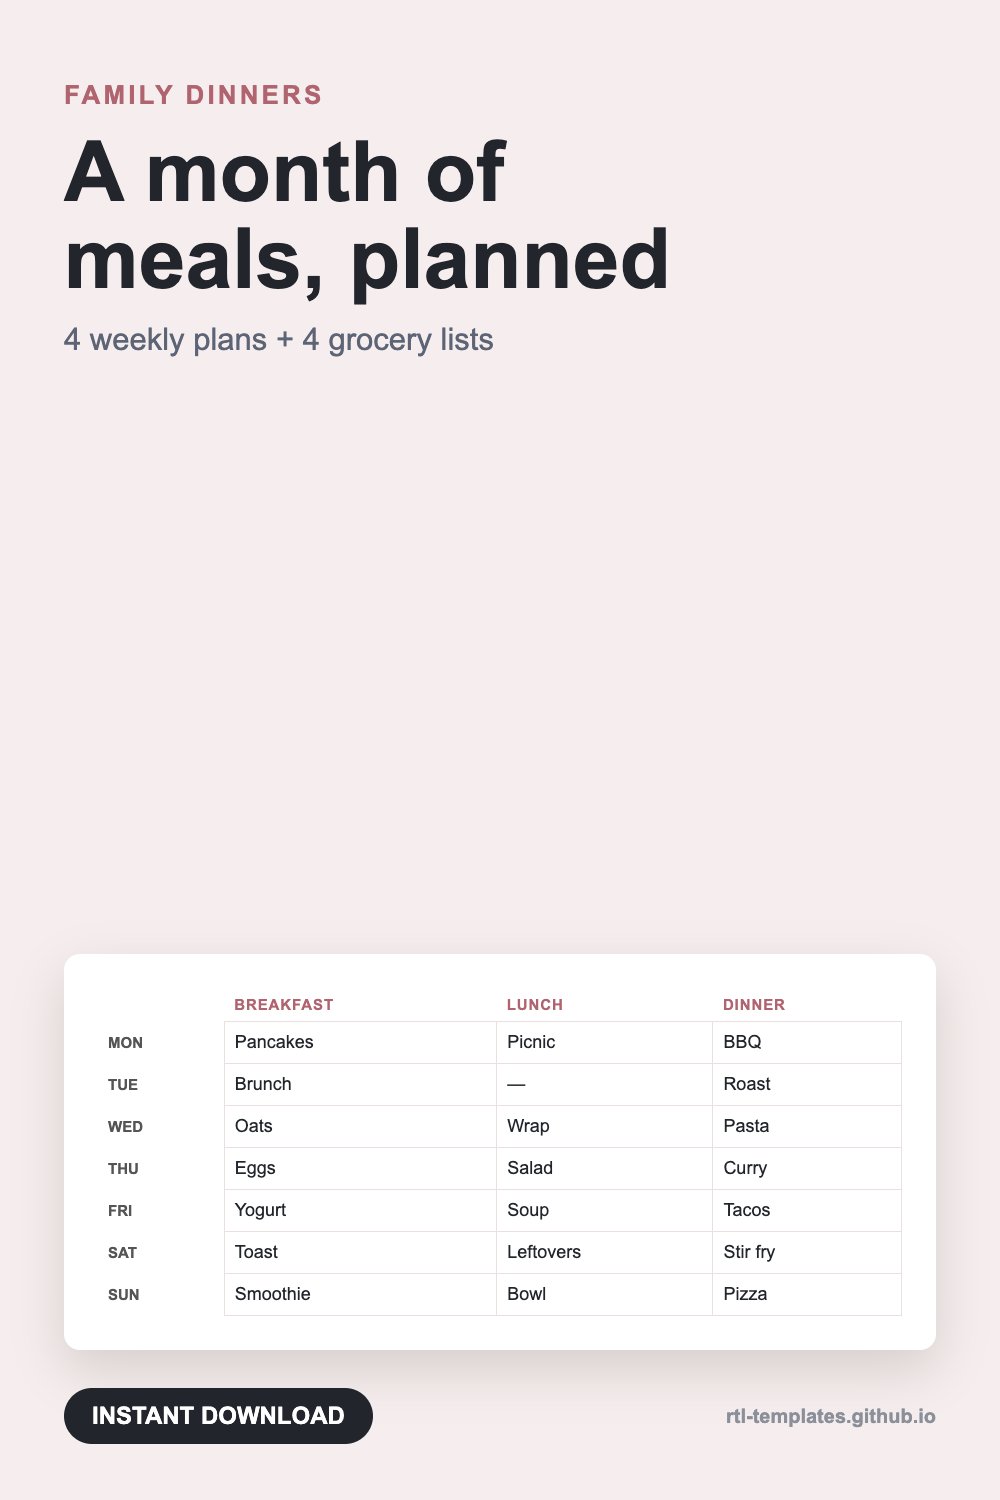 FAMILY DINNERS
A month of
meals, planned
4 weekly plans + 4 grocery lists
BREAKFAST LUNCH DINNER
MON Pancakes Picnic BBQ
TUE Brunch — Roast
WED Oats Wrap Pasta
THU Eggs Salad Curry
FRI Yogurt Soup Tacos
SAT Toast Leftovers Stir fry
SUN Smoothie Bowl Pizza
INSTANT DOWNLOAD rtl-templates.github.io